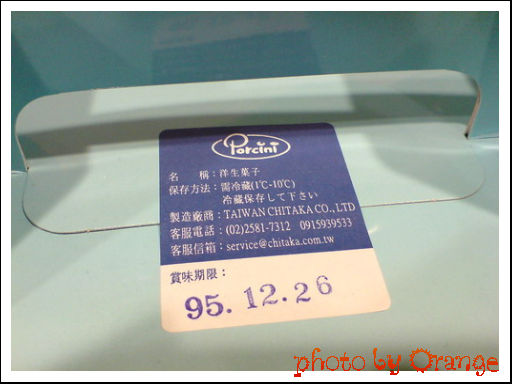 Porcini
名　　稱：洋生菓子
保存方法：需冷藏(1℃-10℃)
冷藏保存して下さい
製造廠商：TAIWAN CHITAKA CO., LTD
客服電話：(02)2581-7312 0915939533
客服信箱：service@chitaka.com.tw
賞味期限：
95.12.26
photo by Orange